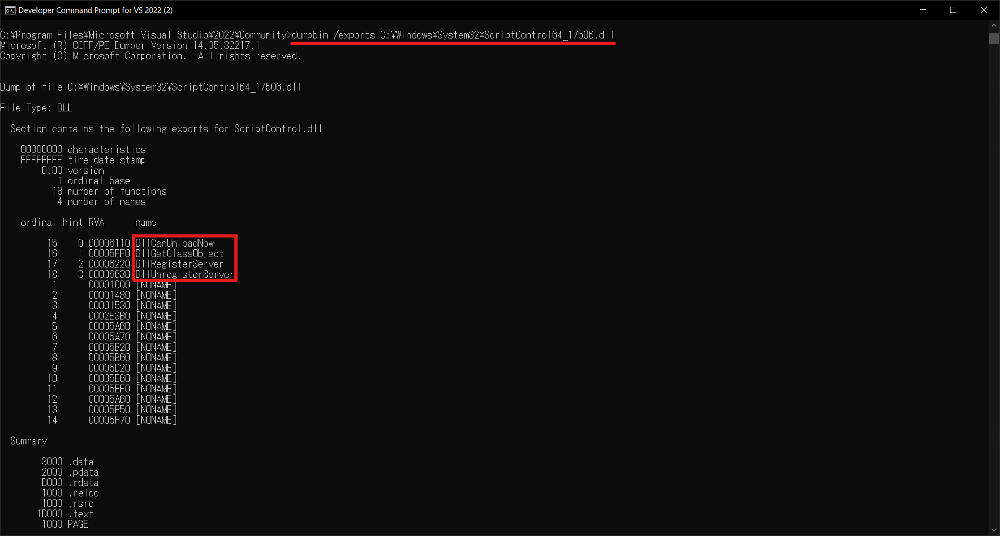 Developer Command Prompt for VS 2022 (2)
C:¥Program Files¥Microsoft Visual Studio¥2022¥Community>dumpbin /exports C:¥Windows¥System32¥ScriptControl64_17506.dll
Microsoft (R) COFF/PE Dumper Version 14.35.32217.1
Copyright (C) Microsoft Corporation.  All rights reserved.
Dump of file C:¥Windows¥System32¥ScriptControl64_17506.dll
File Type: DLL
Section contains the following exports for ScriptControl.dll
00000000 characteristics
FFFFFFFF time date stamp
0.00 version
1 ordinal base
18 number of functions
4 number of names
ordinal hint RVA      name
15    0 00006110 DllCanUnloadNow
16    1 00005FF0 DllGetClassObject
17    2 00006220 DllRegisterServer
18    3 00006630 DllUnregisterServer
1      00001000 [NONAME]
2      00001480 [NONAME]
3      00001530 [NONAME]
4      0002E3B0 [NONAME]
5      00005A60 [NONAME]
6      00005A70 [NONAME]
7      00005B20 [NONAME]
8      00005B60 [NONAME]
9      00005D20 [NONAME]
10      00005E60 [NONAME]
11      00005EF0 [NONAME]
12      00005A60 [NONAME]
13      00005F50 [NONAME]
14      00005F70 [NONAME]
Summary
3000 .data
2000 .pdata
D000 .rdata
1000 .reloc
1000 .rsrc
1D000 .text
1000 PAGE